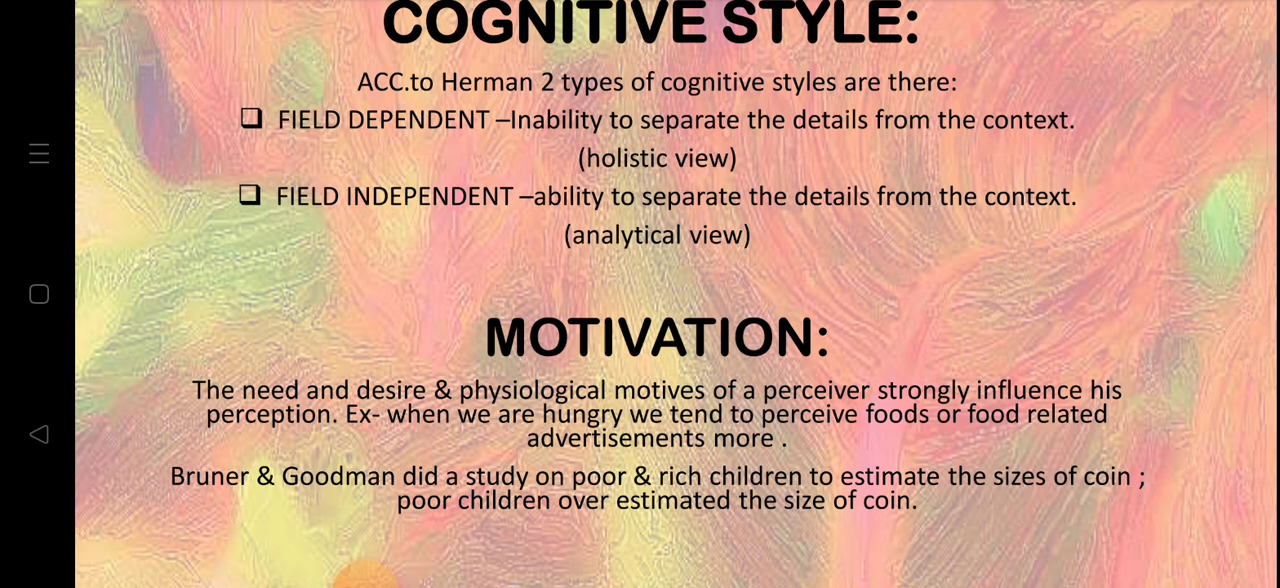 COGNITIVE STYLE:
ACC.to Herman 2 types of cognitive styles are there:
❑ FIELD DEPENDENT –Inability to separate the details from the context.
(holistic view)
❑ FIELD INDEPENDENT –ability to separate the details from the context.
(analytical view)
MOTIVATION:
The need and desire & physiological motives of a perceiver strongly influence his
perception. Ex- when we are hungry we tend to perceive foods or food related
advertisements more .
Bruner & Goodman did a study on poor & rich children to estimate the sizes of coin ;
poor children over estimated the size of coin.